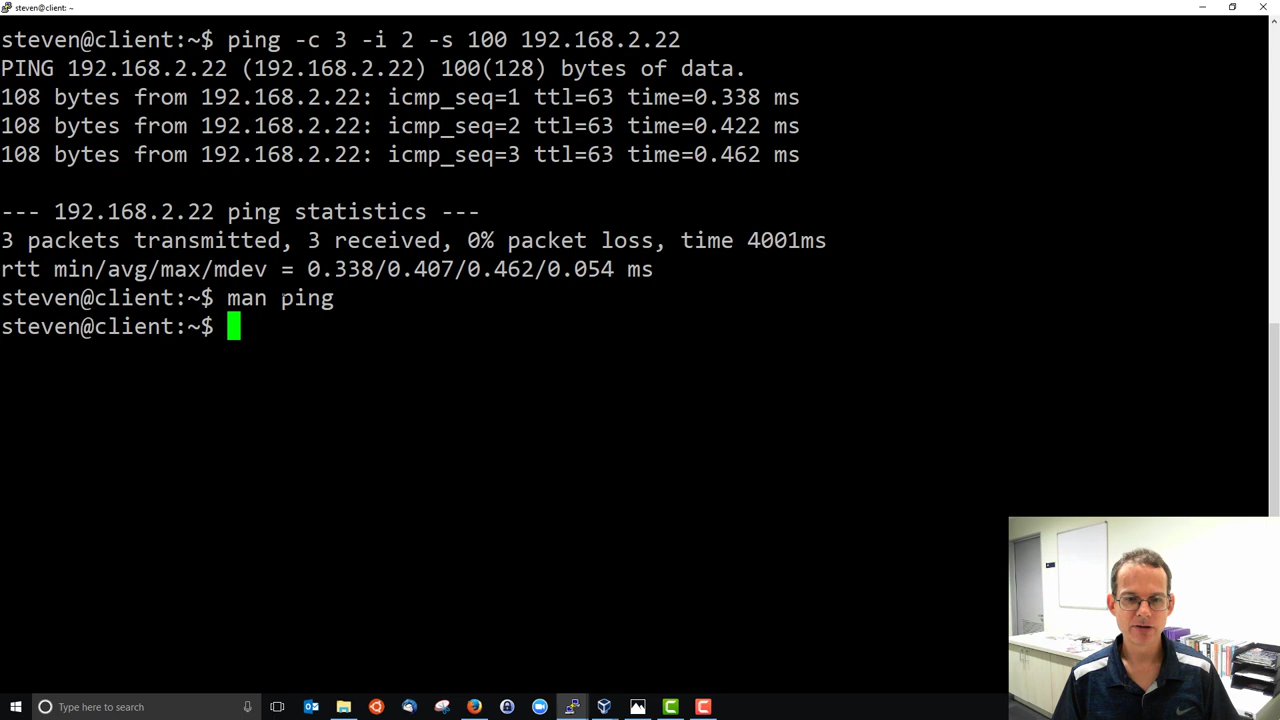 steven@client: ~
steven@client:~$ ping -c 3 -i 2 -s 100 192.168.2.22
PING 192.168.2.22 (192.168.2.22) 100(128) bytes of data.
108 bytes from 192.168.2.22: icmp_seq=1 ttl=63 time=0.338 ms
108 bytes from 192.168.2.22: icmp_seq=2 ttl=63 time=0.422 ms
108 bytes from 192.168.2.22: icmp_seq=3 ttl=63 time=0.462 ms
--- 192.168.2.22 ping statistics ---
3 packets transmitted, 3 received, 0% packet loss, time 4001ms
rtt min/avg/max/mdev = 0.338/0.407/0.462/0.054 ms
steven@client:~$ man ping
steven@client:~$
Type here to search